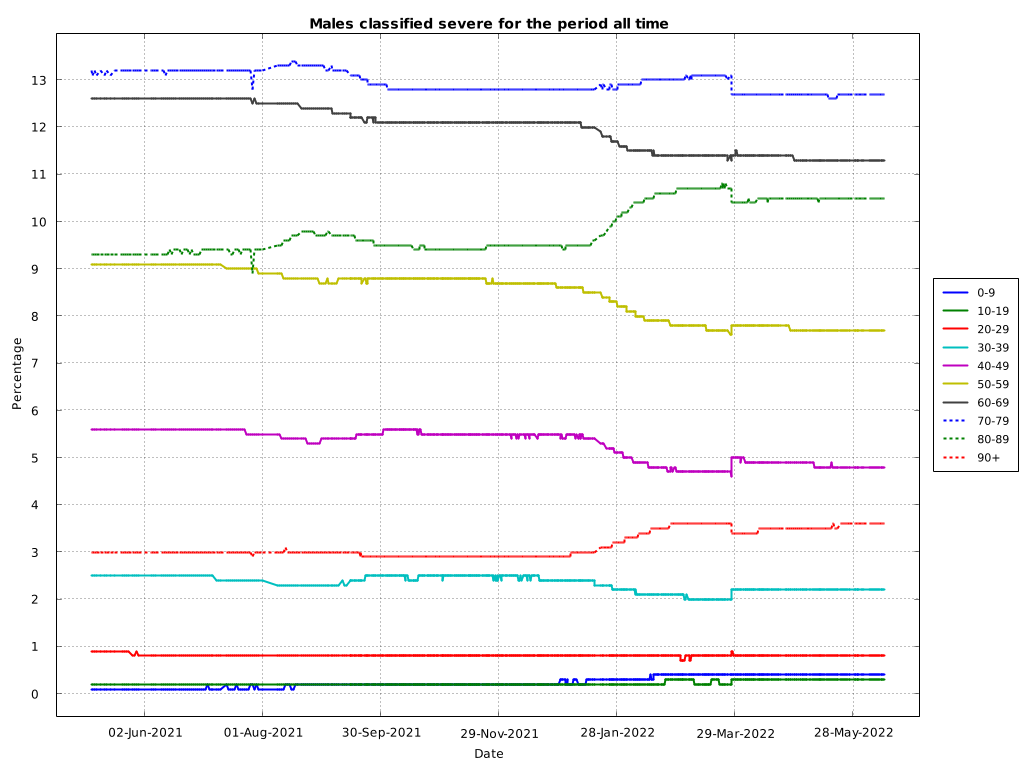 Males classified severe for the period all time
Percentage
13
12
11
10
9
8
7
6
5
4
3
2
1
0
02-Jun-2021
01-Aug-2021
30-Sep-2021
29-Nov-2021
28-Jan-2022
29-Mar-2022
28-May-2022
Date
0-9
10-19
20-29
30-39
40-49
50-59
60-69
70-79
80-89
90+